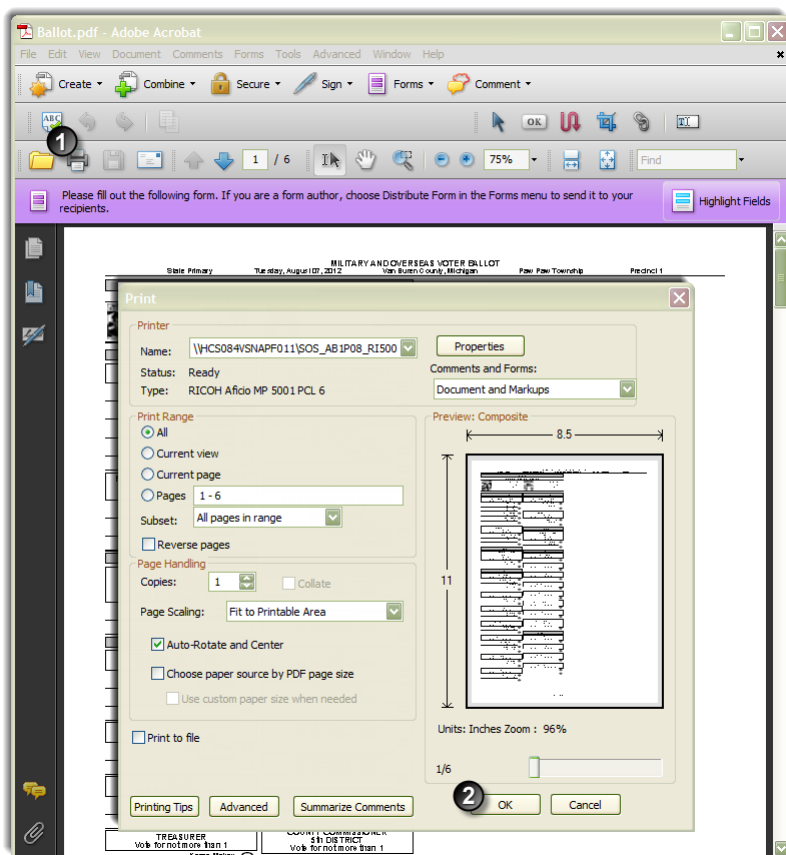 Ballot.pdf - Adobe Acrobat
File Edit View Document Comments Forms Tools Advanced Window Help
Create Combine Secure Sign Forms Comment
ABC OK T
1
1 / 6 75% Find
Please fill out the following form. If you are a form author, choose Distribute Form in the Forms menu to send it to your
recipients.
Highlight Fields
MILITARY AND OVERSEAS VOTER BALLOT
State Primary Tuesday, August 07, 2012 Van Buren County, Michigan Paw Paw Township Precinct 1
Print
Printer
Name: \\HCS084VSNAPF011\SOS_AB1P08_RI500 Properties
Status: Ready Comments and Forms:
Type: RICOH Aficio MP 5001 PCL 6 Document and Markups
Print Range
All
Current view
Current page
Pages 1 - 6
Subset: All pages in range
Reverse pages
Page Handling
Copies: 1 Collate
Page Scaling: Fit to Printable Area
Auto-Rotate and Center
Choose paper source by PDF page size
Use custom paper size when needed
Print to file
Preview: Composite
8.5
11
Units: Inches Zoom : 96%
1/6
2
Printing Tips Advanced Summarize Comments OK Cancel
TREASURER
Vote for not more than 1
COUNTY COMMISSIONER
5th DISTRICT
Vote for not more than 1